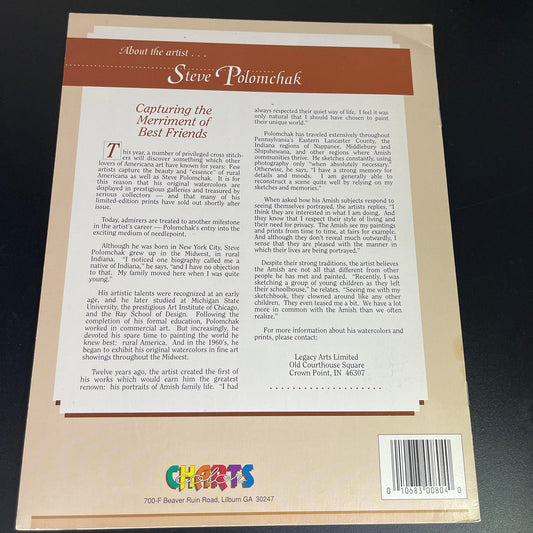 About the artist . . .
Steve Polomchak
Capturing the
Merriment of
Best Friends
This year, a number of privileged cross stitch-
ers will discover something which other
lovers of Americana art have known for years: Few
artists capture the beauty and "essence" of rural
Americana as well as Steve Polomchak. It is for
this reason that his original watercolors are
displayed in prestigious galleries and treasured by
serious collectors — and that many of his
limited-edition prints have sold out shortly after
issue.
Today, admirers are treated to another milestone
in the artist's career — Polomchak's entry into the
exciting medium of needlepoint.
Although he was born in New York City, Steve
Polomchak grew up in the Midwest, in rural
Indiana. "I noticed one biography called me a
native of Indiana," he says, "and I have no objection
to that. My family moved here when I was quite
young."
His artistic talents were recognized at an early
age, and he later studied at Michigan State
University, the prestigious Art Institute of Chicago,
and the Ray School of Design. Following the
completion of his formal education, Polomchak
worked in commercial art. But increasingly, he
devoted his spare time to painting the world he
knew best: rural America. And in the 1960's, he
began to exhibit his original watercolors in fine art
showings throughout the Midwest.
Twelve years ago, the artist created the first of
his works which would earn him the greatest
renown: his portraits of Amish family life. "I had
always respected their quiet way of life. I feel it was
only natural that I should have chosen to paint
their unique world."
Polomchak has traveled extensively throughout
Pennsylvania's Eastern Lancaster County, the
Indiana regions of Nappanee, Middlebury and
Shipshewana, and other regions where Amish
communities thrive. He sketches constantly, using
photography only "when absolutely necessary."
Otherwise, he says, "I have a strong memory for
details and moods. I am generally able to
reconstruct a scene quite well by relying on my
sketches and memory."
When asked how his Amish subjects respond to
seeing themselves portrayed, the artists replies, "I
think they are interested in what I am doing. And
they know that I respect their style of living and
their need for privacy. The Amish see my paintings
and prints from time to time, at fairs for example.
And although they don't reveal much outwardly, I
sense that they are pleased with the manner in
which their lives are being portrayed."
Despite their strong traditions, the artist believes
the Amish are not all that different from other
people he has met and painted. "Recently, I was
sketching a group of young children as they left
their schoolhouse," he relates. "Seeing me with my
sketchbook, they clowned around like any other
children. They even teased me a bit. We have a lot
more in common with the Amish than we often
realize."
For more information about his watercolors and
prints, please contact:
Legacy Arts Limited
Old Courthouse Square
Crown Point, IN 46307
color
CHARTS
700-F Beaver Ruin Road, Lilburn GA 30247
0 10683 00804 0